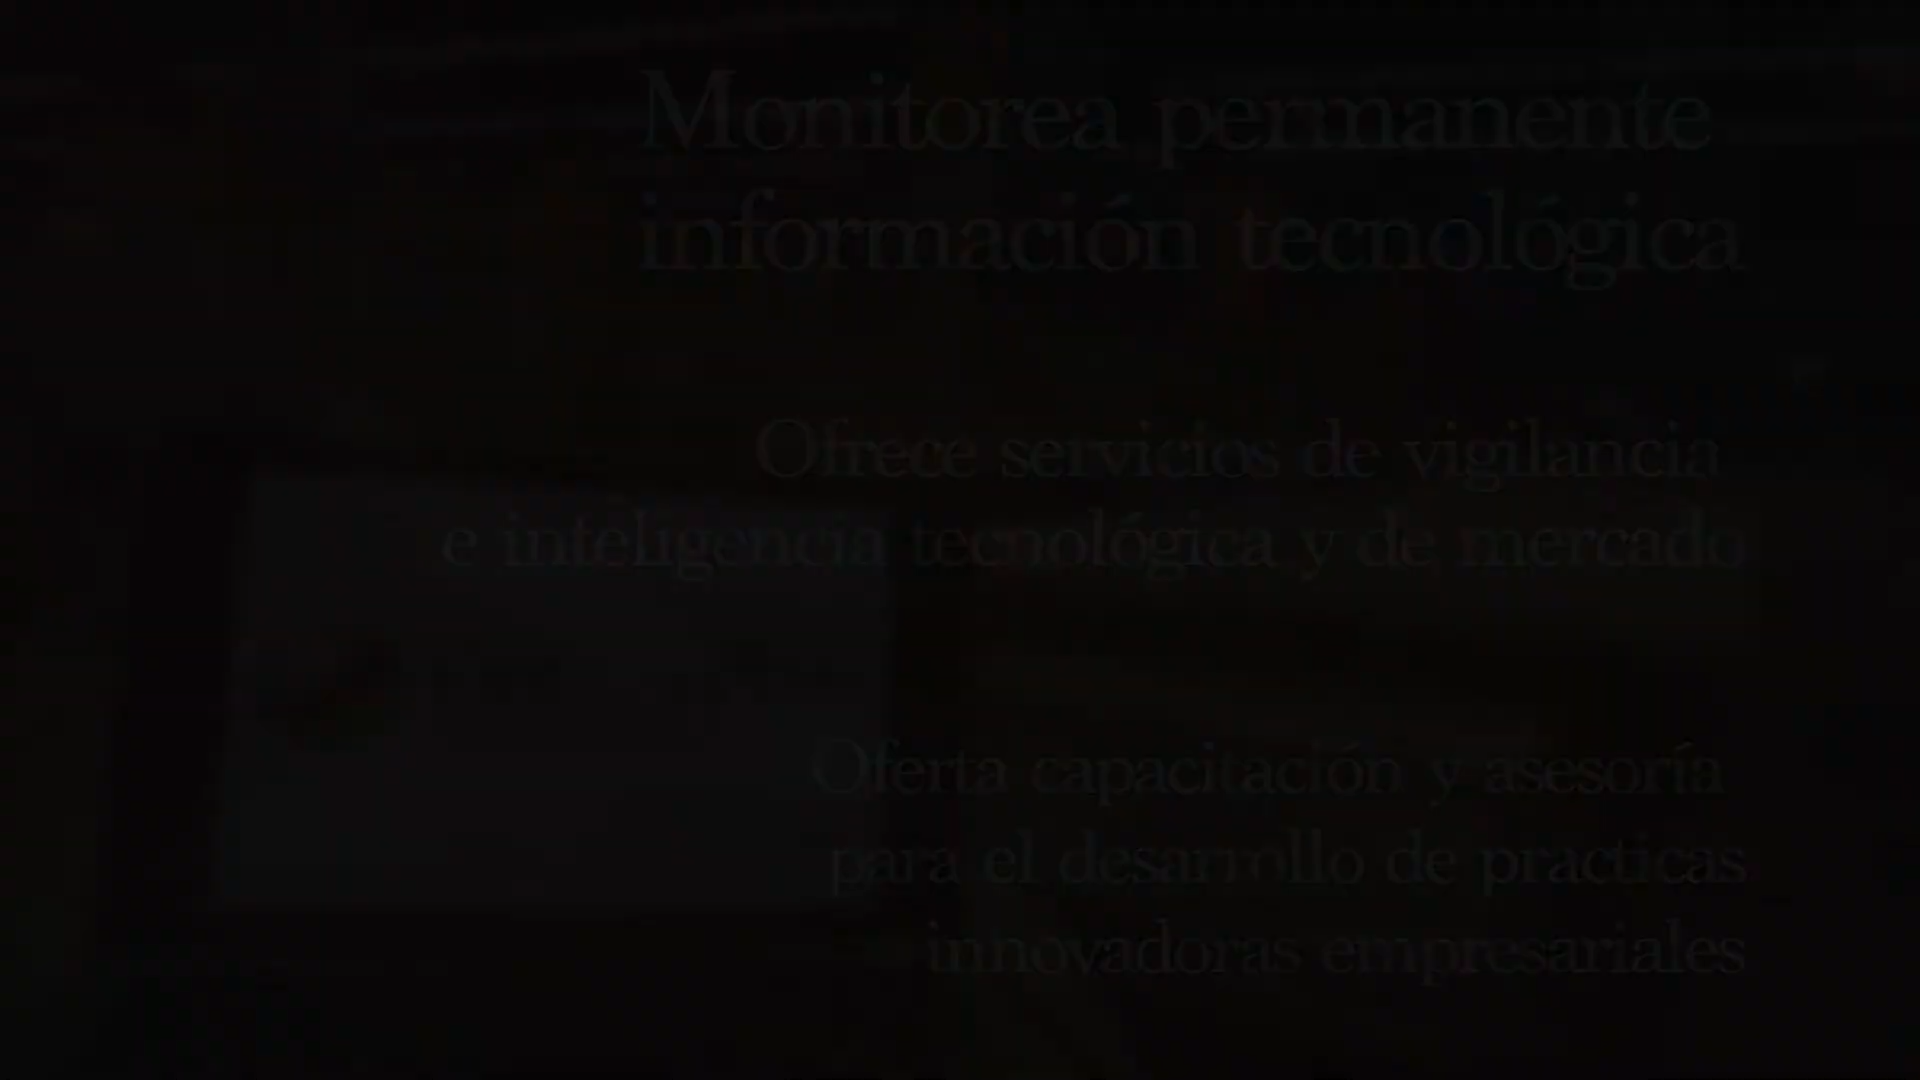 Monitorea permanente
información tecnológica
Ofrece servicios de vigilancia
e inteligencia tecnológica y de mercado
Oferta capacitación y asesoría
para el desarrollo de practicas
innovadoras empresariales